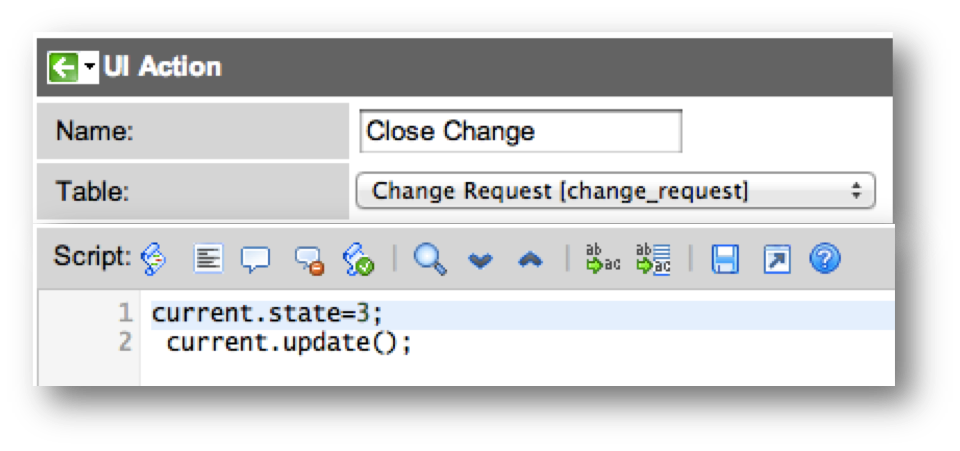 UI Action
Name:
Close Change
Table:
Change Request [change_request]
Script:
ab
ac
ab
ac
?
1 current.state=3;
2 current.update();